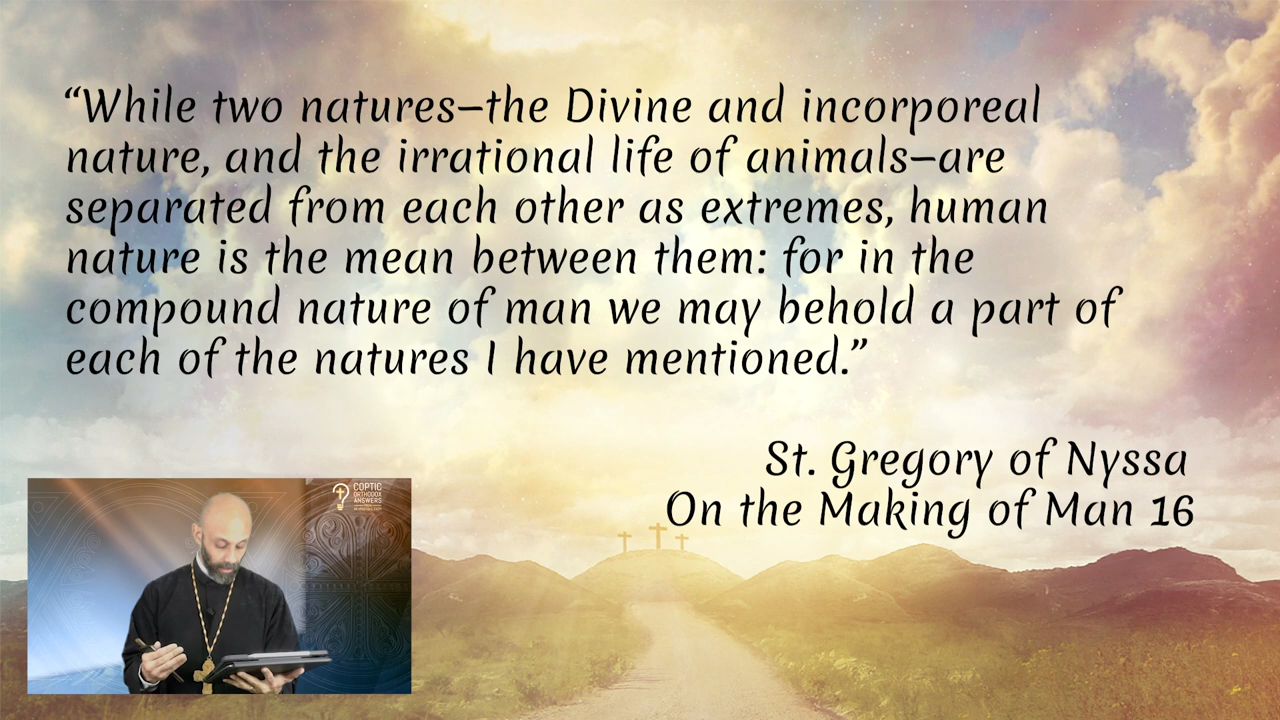 “While two natures—the Divine and incorporeal
nature, and the irrational life of animals—are
separated from each other as extremes, human
nature is the mean between them: for in the
compound nature of man we may behold a part of
each of the natures I have mentioned.”
St. Gregory of Nyssa
On the Making of Man 16
COPTIC
ORTHODOX
ANSWERS